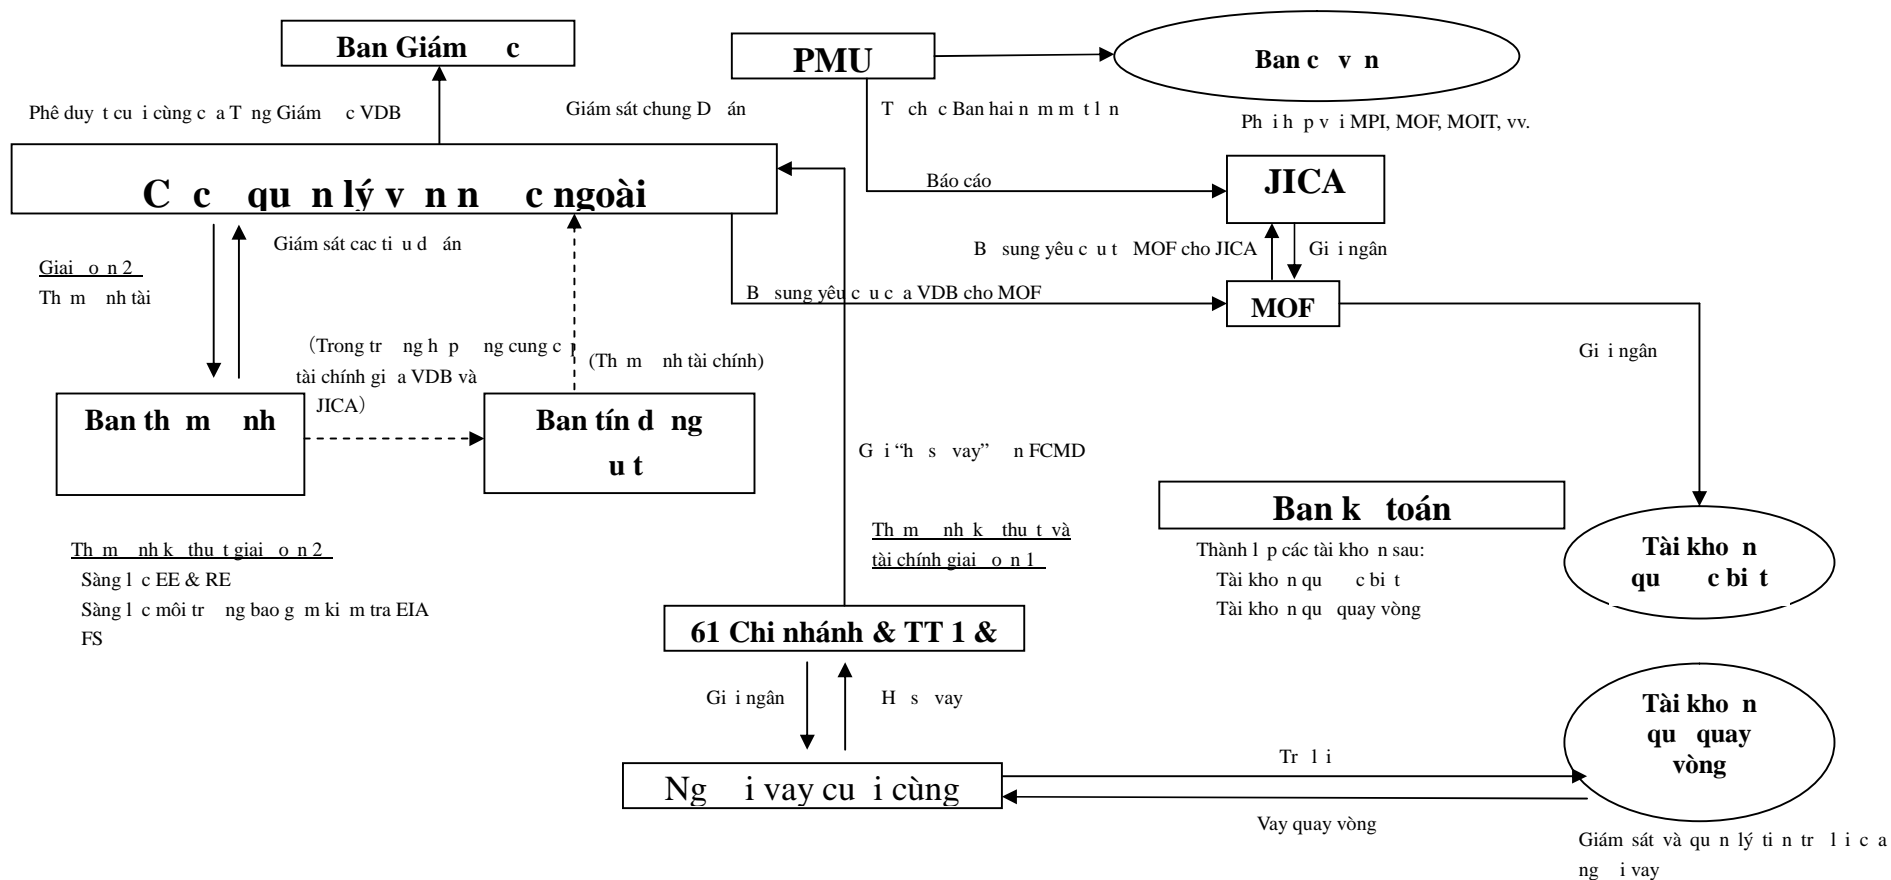 Ban Giám c
PMU
Ban c v n
Phê duy t cu i cùng c a T ng Giám c VDB
Giám sát chung D án
T ch c Ban hai n m m t l n
Ph i h p v i MPI, MOF, MOIT, vv.
C c qu n lý v n n c ngoài
Báo cáo
JICA
Giám sát cac ti u d án
B sung yêu c u t MOF cho JICA
Gi i ngân
Giai o n 2
Th m nh tài
B sung yêu c u c a VDB cho MOF
MOF
(Trong tr ng h p ng cung c p
tài chính gi a VDB và
JICA)
(Th m nh tài chính)
Gi i ngân
Ban th m nh
Ban tín d ng
u t
G i “h s vay” n FCMD
Ban k toán
Th m nh k thu t và
tài chính giai o n 1
Thành l p các tài kho n sau:
Tài kho n qu c bi t
Tài kho n qu quay vòng
Tài kho n
qu c bi t
Th m nh k thu t giai o n 2
Sàng l c EE & RE
Sàng l c môi tr ng bao g m ki m tra EIA
FS
61 Chi nhánh & TT 1 &
Gi i ngân
H s vay
Tài kho n
qu quay
vòng
Tr l i
Ng i vay cu i cùng
Vay quay vòng
Giám sát và qu n lý ti n tr l i c a
ng i vay